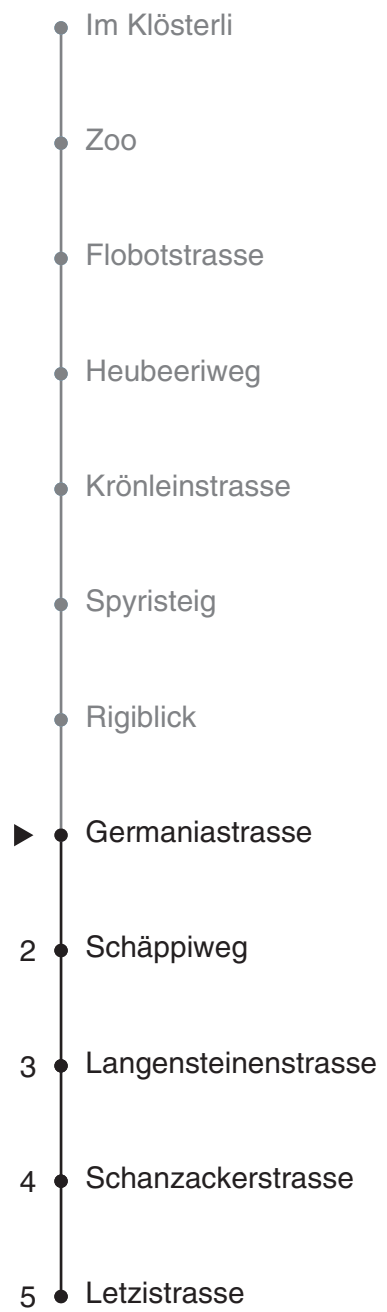 Im Klösterli
Zoo
Flobotstrasse
Heubeeriweg
Krönleinstrasse
Spyristeig
Rigiblick
Germaniastrasse
2 Schäppiweg
3 Langensteinenstrasse
4 Schanzackerstrasse
5 Letzistrasse